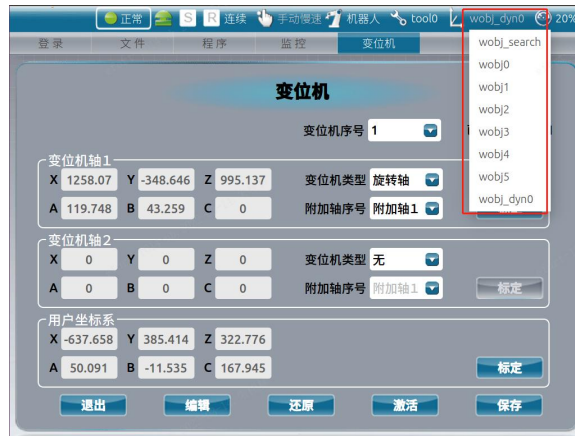 正常 S R 连续 手动慢速 机器人 tool0 wobj_dyn0 20%
登录 文件 程序 监控 变位机
wobj_search
wobj0
wobj1
wobj2
wobj3
wobj4
wobj5
wobj_dyn0
变位机
变位机序号 1
变位机轴1
X 1258.07 Y -348.646 Z 995.137 变位机类型 旋转轴
A 119.748 B 43.259 C 0 附加轴序号 附加轴1
变位机轴2
X 0 Y 0 Z 0 变位机类型 无
A 0 B 0 C 0 附加轴序号 附加轴1 标定
用户坐标系
X -637.658 Y 385.414 Z 322.776
A 50.091 B -11.535 C 167.945 标定
退出 编辑 还原 激活 保存